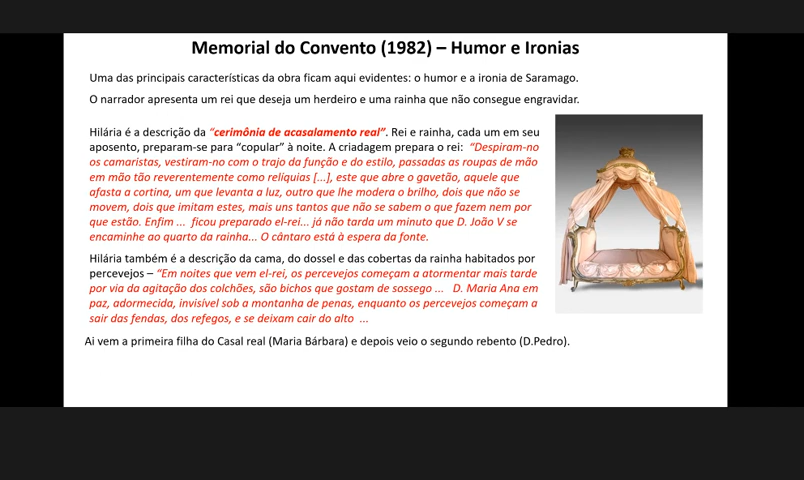 Memorial do Convento (1982) – Humor e Ironias
Uma das principais características da obra ficam aqui evidentes: o humor e a ironia de Saramago.
O narrador apresenta um rei que deseja um herdeiro e uma rainha que não consegue engravidar.
Hilária é a descrição da “cerimônia de acasalamento real”. Rei e rainha, cada um em seu
aposento, preparam-se para “copular” à noite. A criadagem prepara o rei: “Despiram-no
os camaristas, vestiram-no com o trajo da função e do estilo, passadas as roupas de mão
em mão tão reverentemente como relíquias [...], este que abre o gavetão, aquele que
afasta a cortina, um que levanta a luz, outro que lhe modera o brilho, dois que não se
movem, dois que imitam estes, mais uns tantos que não se sabem o que fazem nem por
que estão. Enfim ... ficou preparado el-rei... já não tarda um minuto que D. João V se
encaminhe ao quarto da rainha... O cântaro está à espera da fonte.
Hilária também é a descrição da cama, do dossel e das cobertas da rainha habitados por
percevejos – “Em noites que vem el-rei, os percevejos começam a atormentar mais tarde
por via da agitação dos colchões, são bichos que gostam de sossego ... D. Maria Ana em
paz, adormecida, invisível sob a montanha de penas, enquanto os percevejos começam a
sair das fendas, dos refegos, e se deixam cair do alto ...
Ai vem a primeira filha do Casal real (Maria Bárbara) e depois veio o segundo rebento (D.Pedro).